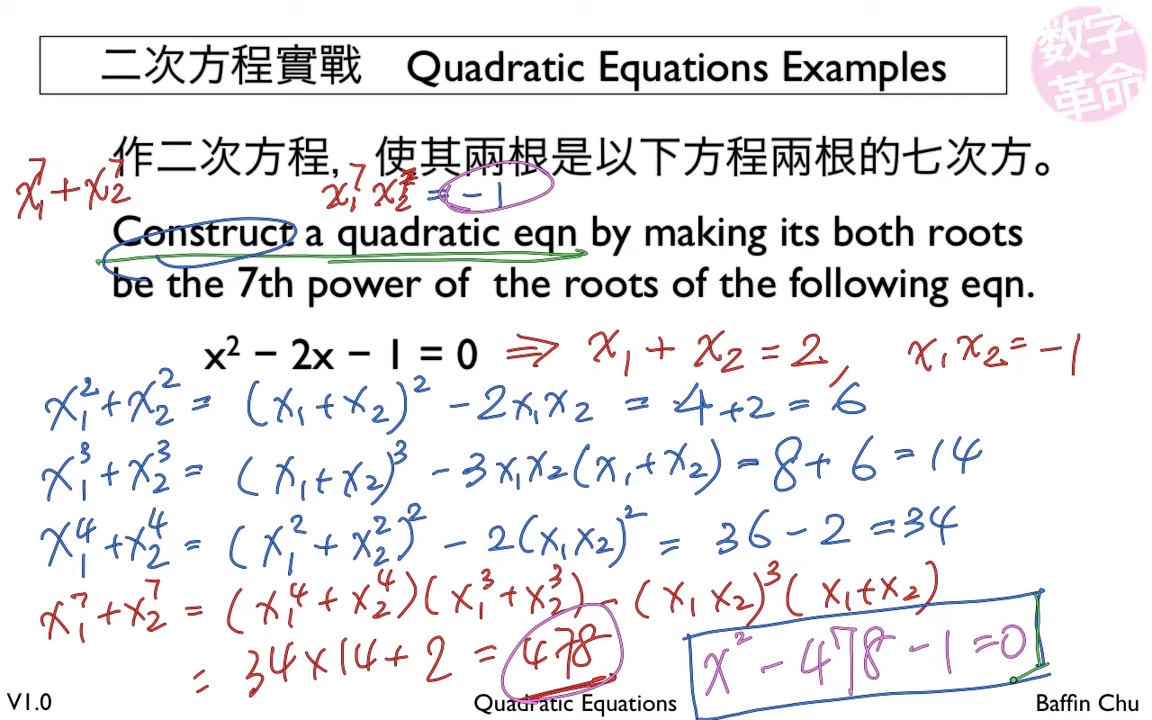 二次方程實戰 Quadratic Equations Examples
数字
革命
作二次方程, 使其兩根是以下方程兩根的七次方。
x₁⁷ + x₂⁷ x₁⁷ x₂⁷ = -1
Construct a quadratic eqn by making its both roots
be the 7th power of the roots of the following eqn.
x² − 2x − 1 = 0 ⇒ x₁ + x₂ = 2, x₁x₂ = -1
x₁² + x₂² = (x₁ + x₂)² - 2x₁x₂ = 4 + 2 = 6
x₁³ + x₂³ = (x₁ + x₂)³ - 3x₁x₂(x₁ + x₂) = 8 + 6 = 14
x₁⁴ + x₂⁴ = (x₁² + x₂²)² - 2(x₁x₂)² = 36 - 2 = 34
x₁⁷ + x₂⁷ = (x₁⁴ + x₂⁴)(x₁³ + x₂³) - (x₁x₂)³(x₁ + x₂)
= 34 × 14 + 2 = 478 x² - 478 - 1 = 0
V1.0 Quadratic Equations Baffin Chu